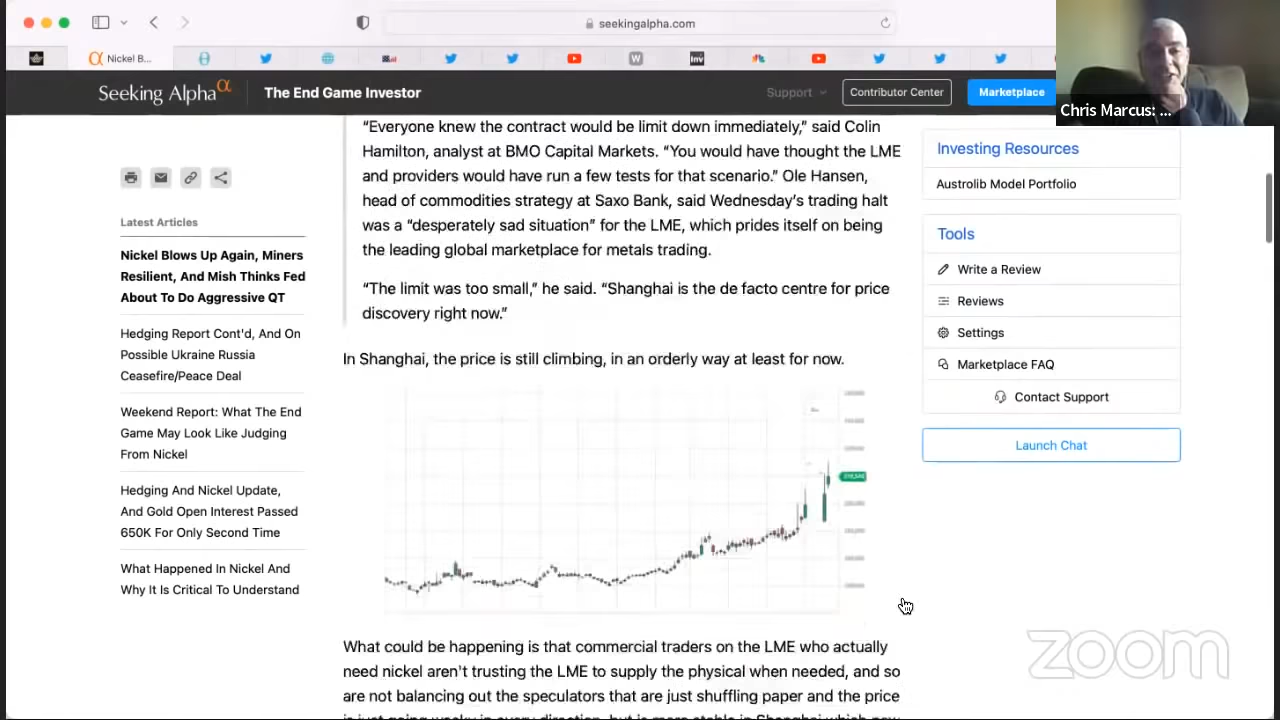 seekingalpha.com
Nickel B...
Seeking Alpha α
The End Game Investor
Support
Contributor Center
Marketplace
Chris Marcus: ...
Latest Articles
Nickel Blows Up Again, Miners
Resilient, And Mish Thinks Fed
About To Do Aggressive QT
Hedging Report Cont'd, And On
Possible Ukraine Russia
Ceasefire/Peace Deal
Weekend Report: What The End
Game May Look Like Judging
From Nickel
Hedging And Nickel Update,
And Gold Open Interest Passed
650K For Only Second Time
What Happened In Nickel And
Why It Is Critical To Understand
“Everyone knew the contract would be limit down immediately,” said Colin
Hamilton, analyst at BMO Capital Markets. “You would have thought the LME
and providers would have run a few tests for that scenario.” Ole Hansen,
head of commodities strategy at Saxo Bank, said Wednesday’s trading halt
was a “desperately sad situation” for the LME, which prides itself on being
the leading global marketplace for metals trading.
“The limit was too small,” he said. “Shanghai is the de facto centre for price
discovery right now.”
In Shanghai, the price is still climbing, in an orderly way at least for now.
What could be happening is that commercial traders on the LME who actually
need nickel aren't trusting the LME to supply the physical when needed, and so
are not balancing out the speculators that are just shuffling paper and the price
Investing Resources
Austrolib Model Portfolio
Tools
Write a Review
Reviews
Settings
Marketplace FAQ
Contact Support
Launch Chat
zoom